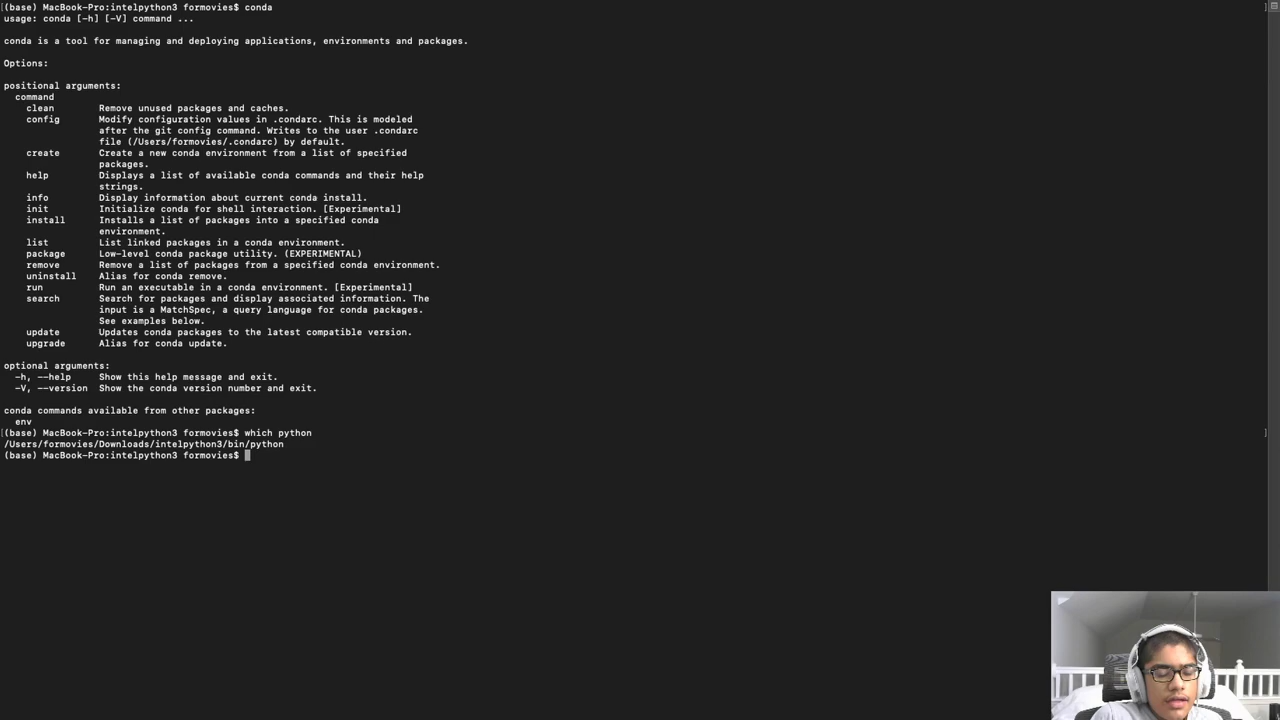 [(base) MacBook-Pro:intelpython3 formovies$ conda ]
usage: conda [-h] [-V] command ...
conda is a tool for managing and deploying applications, environments and packages.
Options:
positional arguments:
command
clean Remove unused packages and caches.
config Modify configuration values in .condarc. This is modeled
after the git config command. Writes to the user .condarc
file (/Users/formovies/.condarc) by default.
create Create a new conda environment from a list of specified
packages.
help Displays a list of available conda commands and their help
strings.
info Display information about current conda install.
init Initialize conda for shell interaction. [Experimental]
install Installs a list of packages into a specified conda
environment.
list List linked packages in a conda environment.
package Low-level conda package utility. (EXPERIMENTAL)
remove Remove a list of packages from a specified conda environment.
uninstall Alias for conda remove.
run Run an executable in a conda environment. [Experimental]
search Search for packages and display associated information. The
input is a MatchSpec, a query language for conda packages.
See examples below.
update Updates conda packages to the latest compatible version.
upgrade Alias for conda update.
optional arguments:
-h, --help Show this help message and exit.
-V, --version Show the conda version number and exit.
conda commands available from other packages:
env
[(base) MacBook-Pro:intelpython3 formovies$ which python ]
/Users/formovies/Downloads/intelpython3/bin/python
(base) MacBook-Pro:intelpython3 formovies$